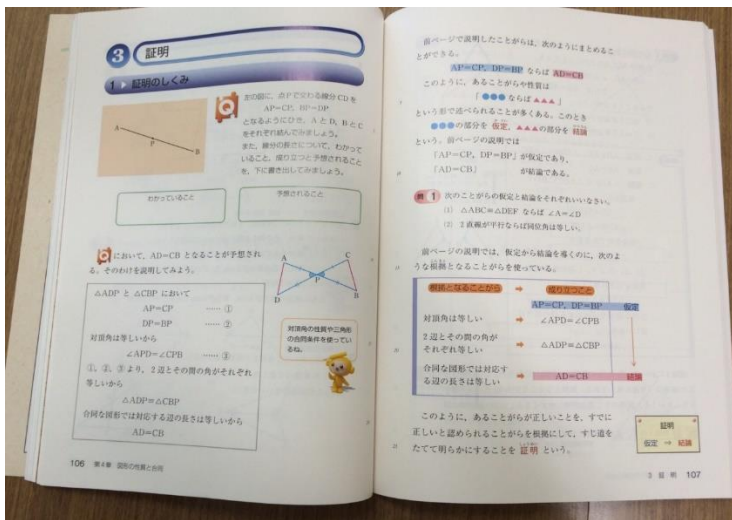 3 証明
1 ▶ 証明のしくみ
Q
左の図に、点Pで交わる線分CDを
AP=CP、BP=DP
となるようにひき、AとD、BとC
をそれぞれ結んでみましょう。
また、線分の長さについて、わかって
いること、成り立つと予想されること
を、下に書き出してみましょう。
A
P
B
わかっていること
予想されること
Q において、AD=CB となることが予想され
る。そのわけを説明してみよう。
△ADP と △CBP において
AP=CP …… ①
DP=BP …… ②
対頂角は等しいから
∠APD=∠CPB …… ③
①、②、③より、2辺とその間の角がそれぞれ
等しいから
△ADP≡△CBP
合同な図形では対応する辺の長さは等しいから
AD=CB
A
C
P
D
B
対頂角の性質や三角形
の合同条件を使ってい
るね。
106 第4章 図形の性質と合同
前ページで説明したことがらは、次のようにまとめるこ
とができる。
AP=CP, DP=BP ならば AD=CB
このように、あることがらや性質は
「 ●●● ならば ▲▲▲ 」
という形で述べられることが多くある。このとき
●●●の部分を 仮定、▲▲▲の部分を 結論
という。前ページの説明では
「AP=CP、DP=BP」が仮定であり、
「AD=CB」 が結論である。
問 1 次のことがらの仮定と結論をそれぞれいいなさい。
(1) △ABC≡△DEF ならば ∠A=∠D
(2) 2直線が平行ならば同位角は等しい。
前ページの説明では、仮定から結論を導くのに、次のよ
うな根拠となることがらを使っている。
根拠となることがら ➡ 成り立つこと
AP=CP, DP=BP 仮定
対頂角は等しい ➡ ∠APD=∠CPB
2辺とその間の角が
それぞれ等しい ➡ △ADP≡△CBP
合同な図形では対応す
る辺の長さは等しい ➡ AD=CB 結論
このように、あることがらが正しいことを、すでに
正しいと認められることがらを根拠にして、すじ道を
たてて明らかにすることを 証明 という。
証明
仮定 ➡ 結論
3 証 明 107